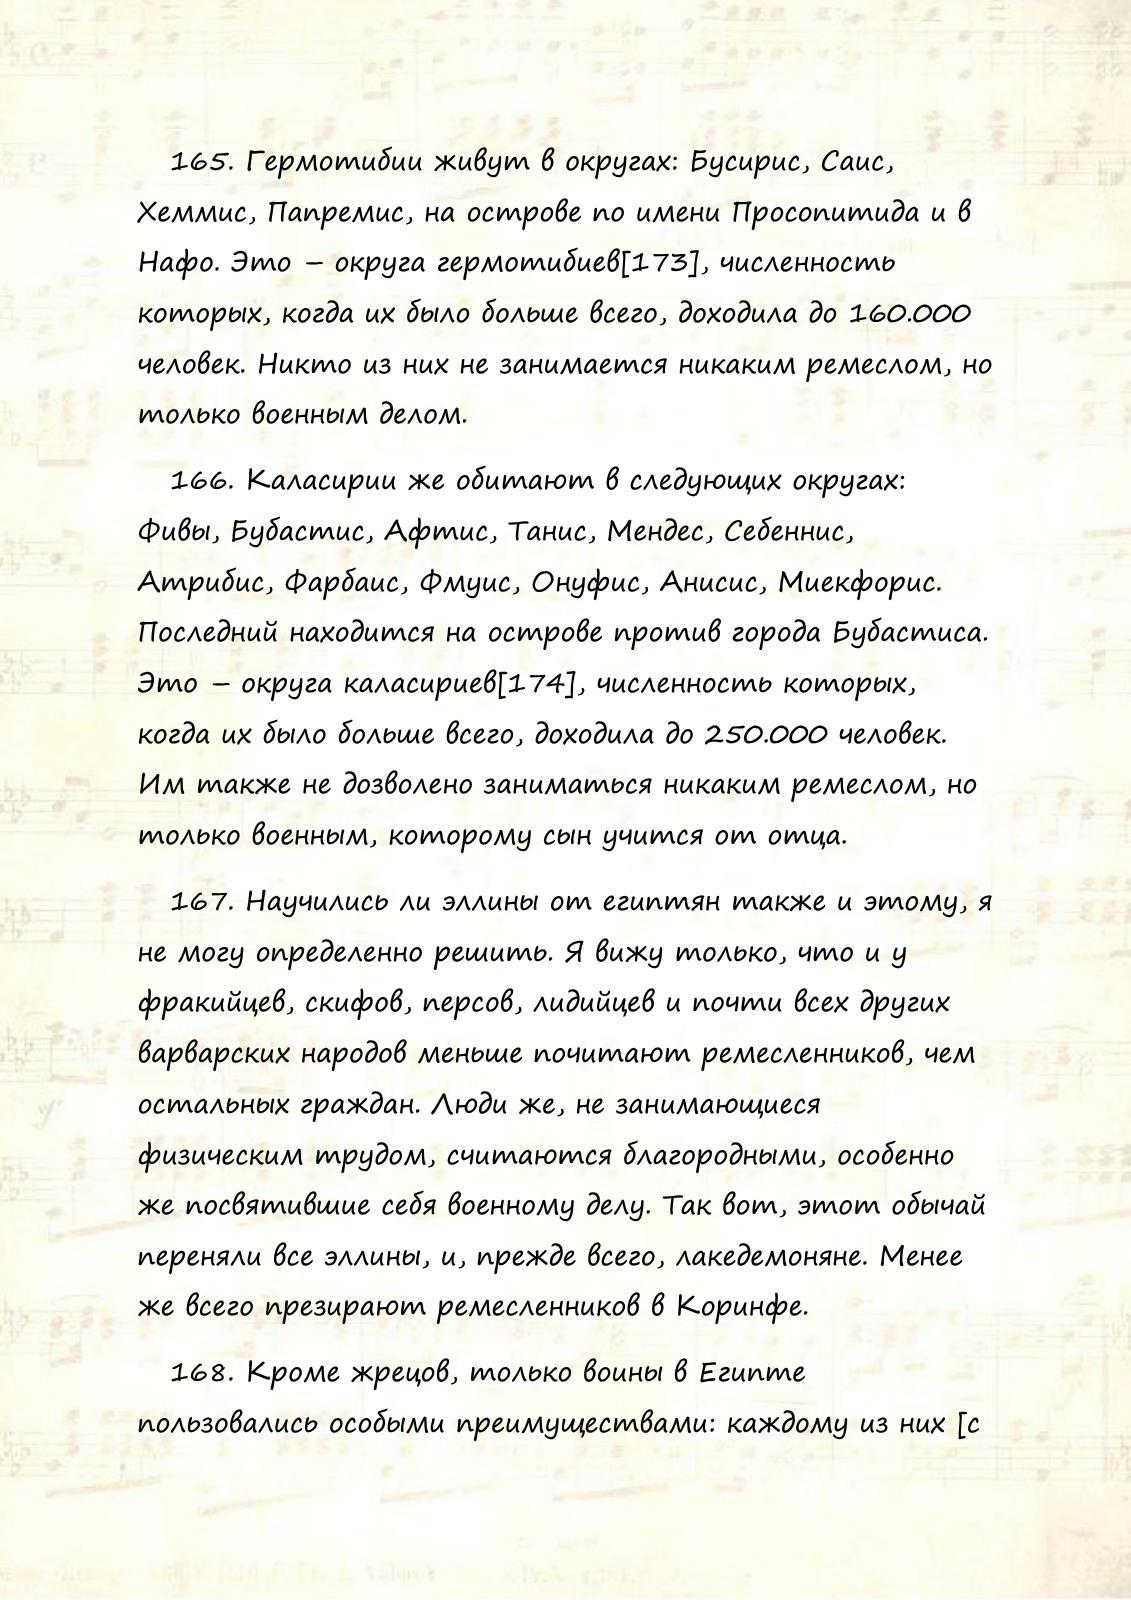 165. Гермотибии живут в округах: Бусирис, Саис,
Хеммис, Папремис, на острове по имени Просопитида и в
Нафо. Это – округа гермотибиев[173], численность
которых, когда их было больше всего, доходила до 160.000
человек. Никто из них не занимается никаким ремеслом, но
только военным делом.
166. Каласирии же обитают в следующих округах:
Фивы, Бубастис, Афтис, Танис, Мендес, Себеннис,
Атрибис, Фарбаис, Фмуис, Онуфис, Анисис, Миекфорис.
Последний находится на острове против города Бубастиса.
Это – округа каласириев[174], численность которых,
когда их было больше всего, доходила до 250.000 человек.
Им также не дозволено заниматься никаким ремеслом, но
только военным, которому сын учится от отца.
167. Научились ли эллины от египтян также и этому, я
не могу определенно решить. Я вижу только, что и у
фракийцев, скифов, персов, лидийцев и почти всех других
варварских народов меньше почитают ремесленников, чем
остальных граждан. Люди же, не занимающиеся
физическим трудом, считаются благородными, особенно
же посвятившие себя военному делу. Так вот, этот обычай
переняли все эллины, и, прежде всего, лакедемоняне. Менее
же всего презирают ремесленников в Коринфе.
168. Кроме жрецов, только воины в Египте
пользовались особыми преимуществами: каждому из них [с